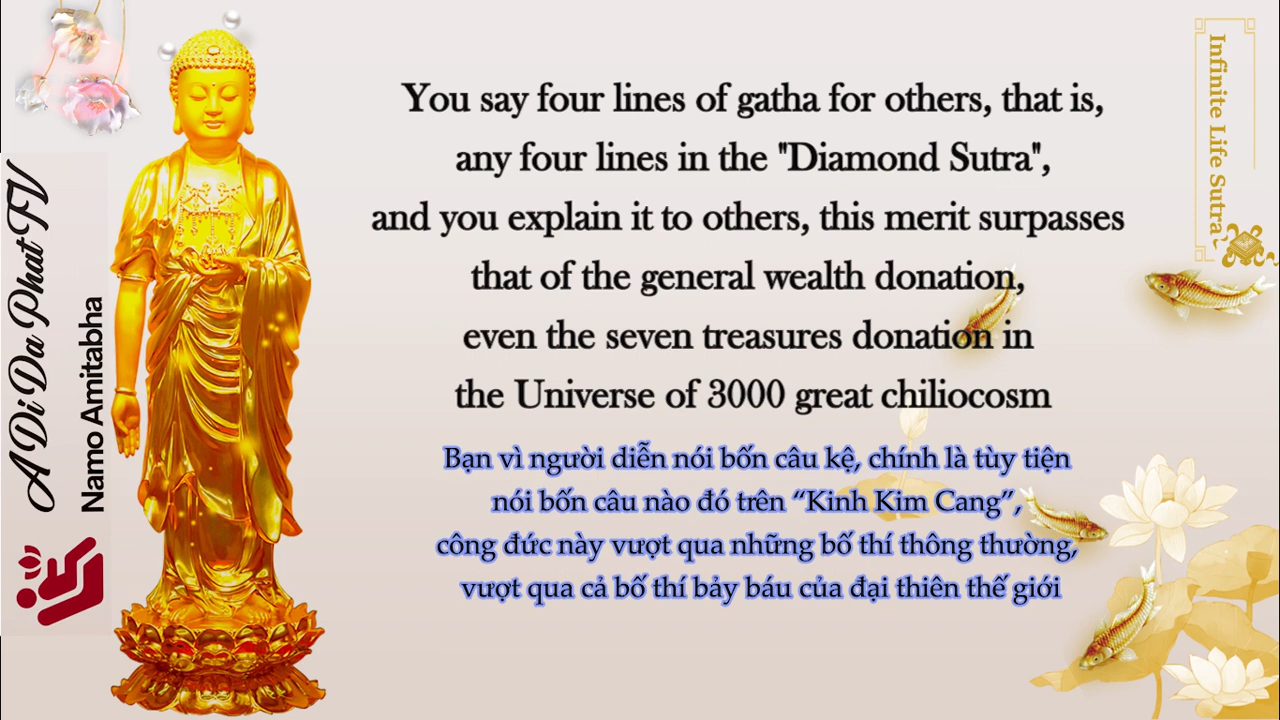 A Di Da Phat TV
Namo Amitabha
You say four lines of gatha for others, that is,
any four lines in the "Diamond Sutra",
and you explain it to others, this merit surpasses
that of the general wealth donation,
even the seven treasures donation in
the Universe of 3000 great chiliocosm
Bạn vì người diễn nói bốn câu kệ, chính là tùy tiện
nói bốn câu nào đó trên “Kinh Kim Cang”,
công đức này vượt qua những bố thí thông thường,
vượt qua cả bố thí bảy báu của đại thiên thế giới
Infinite Life Sutra